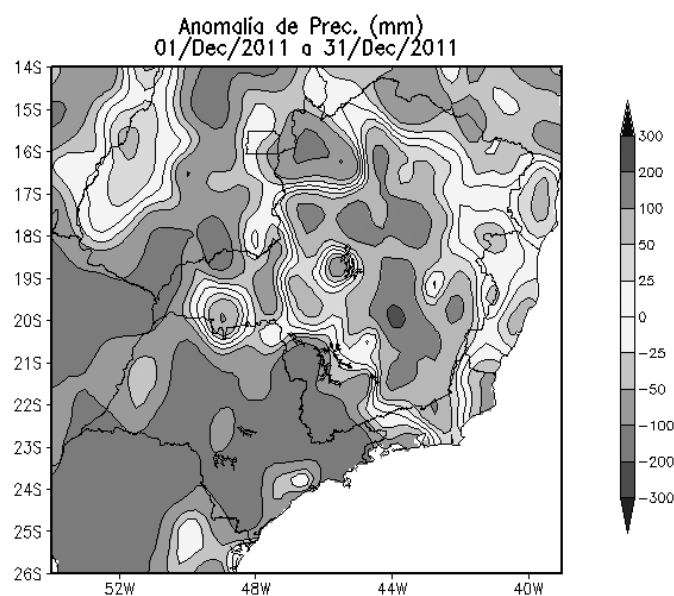 Anomalía de Prec. (mm)
01/Dec/2011 a 31/Dec/2011
14S
15S
16S
17S
18S
19S
20S
21S
22S
23S
24S
25S
26S
52W 48W 44W 40W
300
200
100
50
25
0
-25
-50
-100
-200
-300